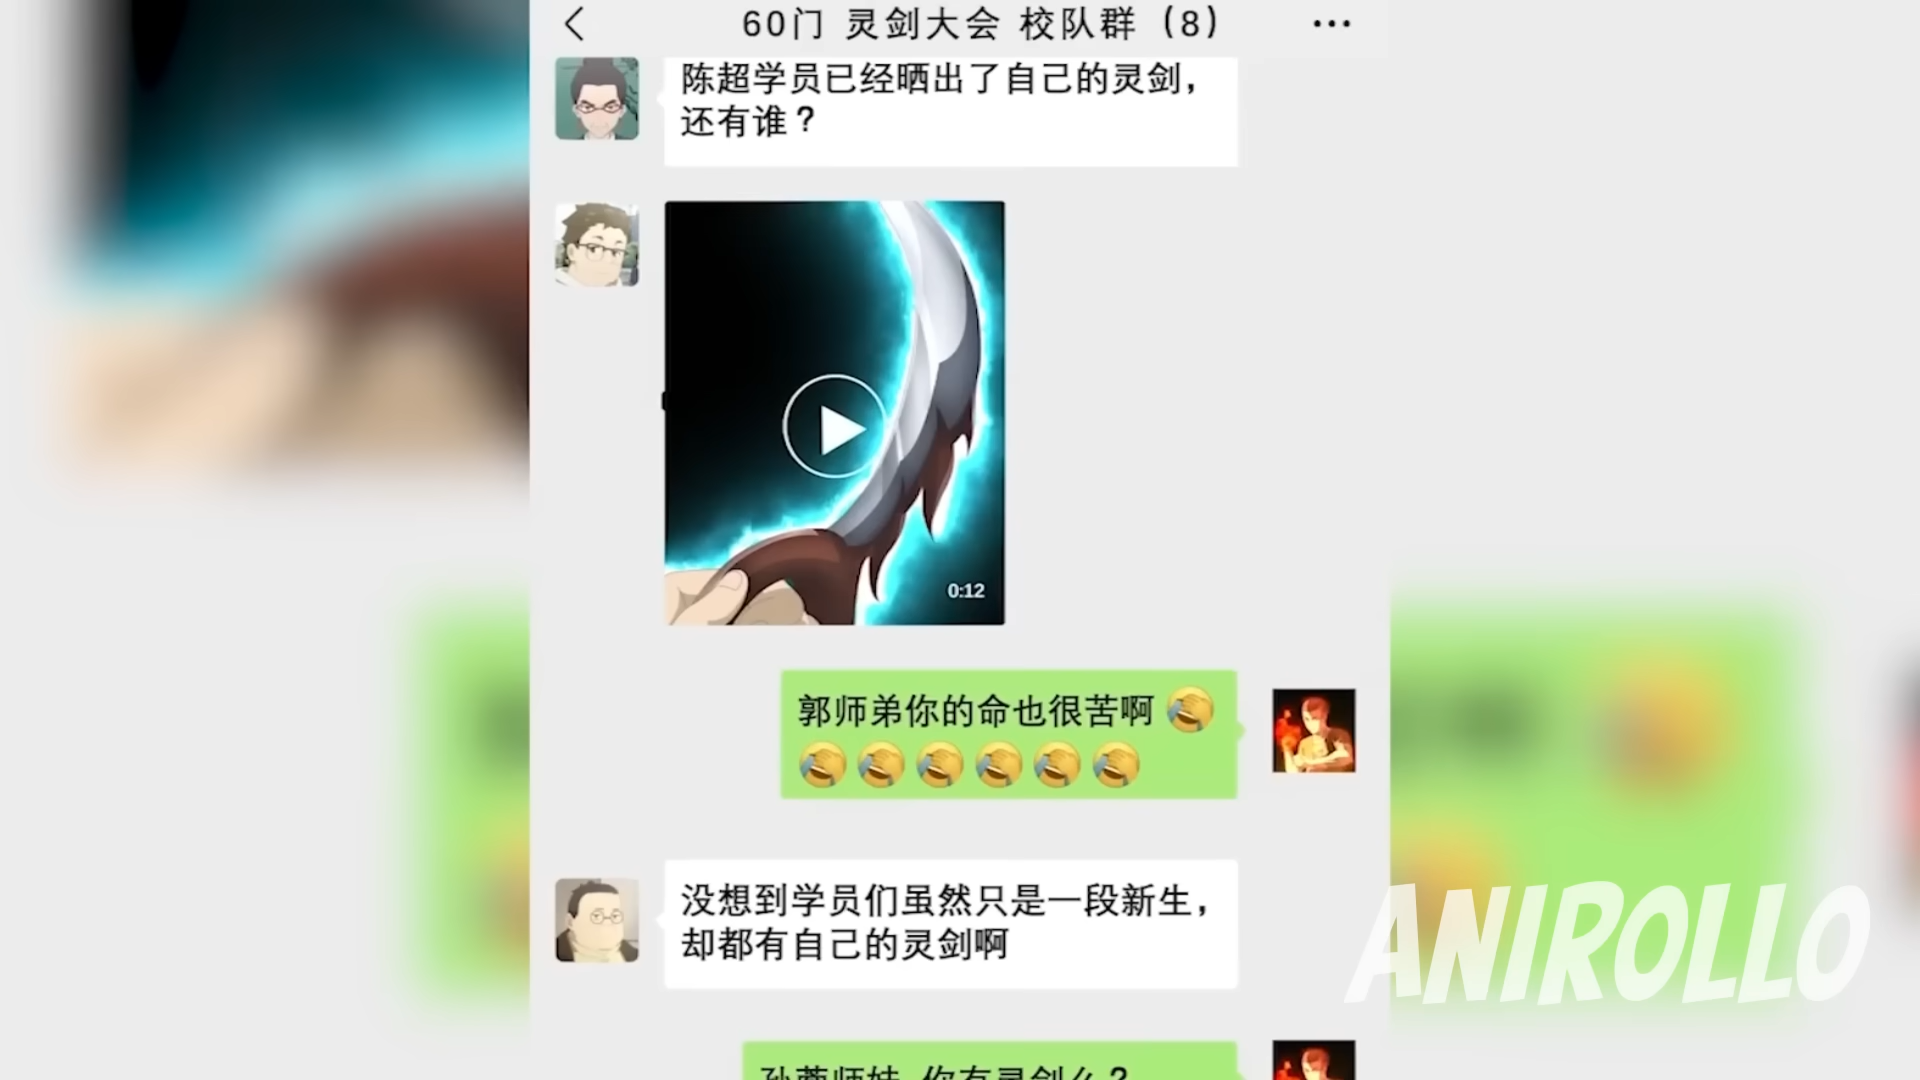 60门 灵剑大会 校队群（8）
陈超学员已经晒出了自己的灵剑，
还有谁？
0:12
郭师弟你的命也很苦啊
没想到学员们虽然只是一段新生，
却都有自己的灵剑啊
孙蓉师妹 你有灵剑么？
ANIROLLO